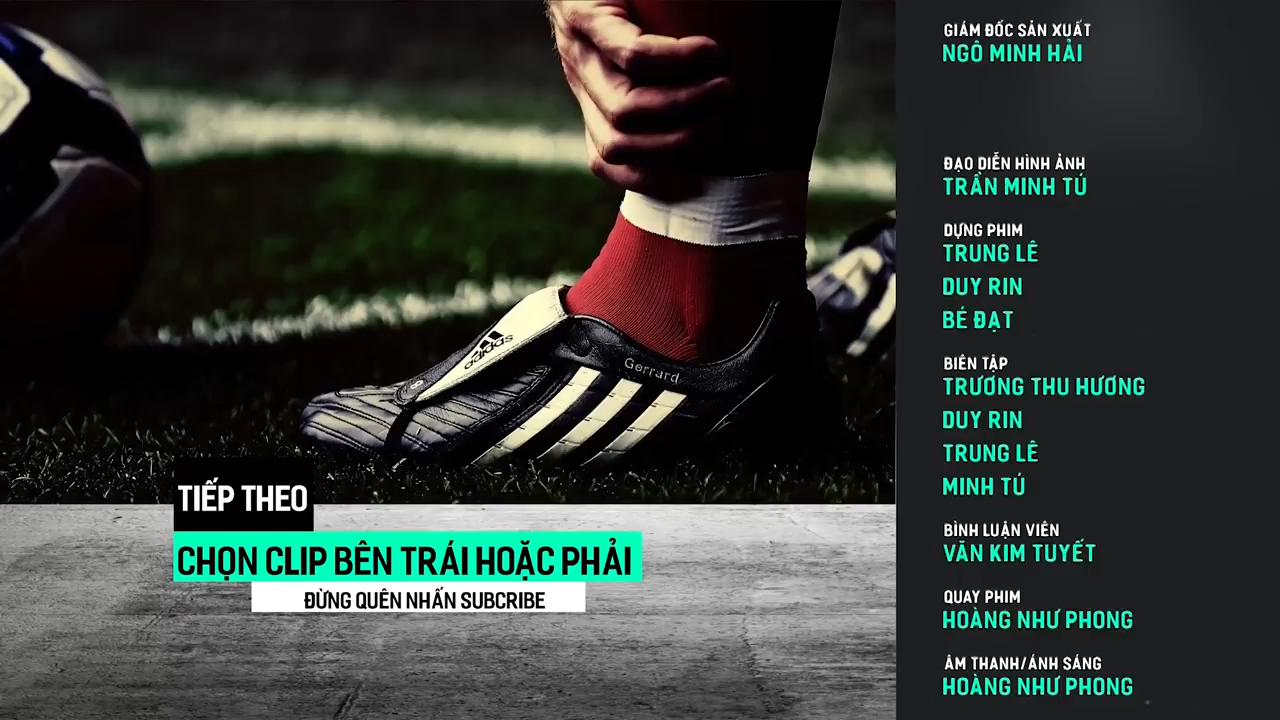 adidas
8
Gerrard
TIẾP THEO
CHỌN CLIP BÊN TRÁI HOẶC PHẢI
ĐỪNG QUÊN NHẤN SUBCRIBE
GIÁM ĐỐC SẢN XUẤT
NGÔ MINH HẢI
ĐẠO DIỄN HÌNH ẢNH
TRẦN MINH TÚ
DỰNG PHIM
TRUNG LÊ
DUY RIN
BÉ ĐẠT
BIÊN TẬP
TRƯƠNG THU HƯƠNG
DUY RIN
TRUNG LÊ
MINH TÚ
BÌNH LUẬN VIÊN
VĂN KIM TUYẾT
QUAY PHIM
HOÀNG NHƯ PHONG
ÂM THANH/ÁNH SÁNG
HOÀNG NHƯ PHONG